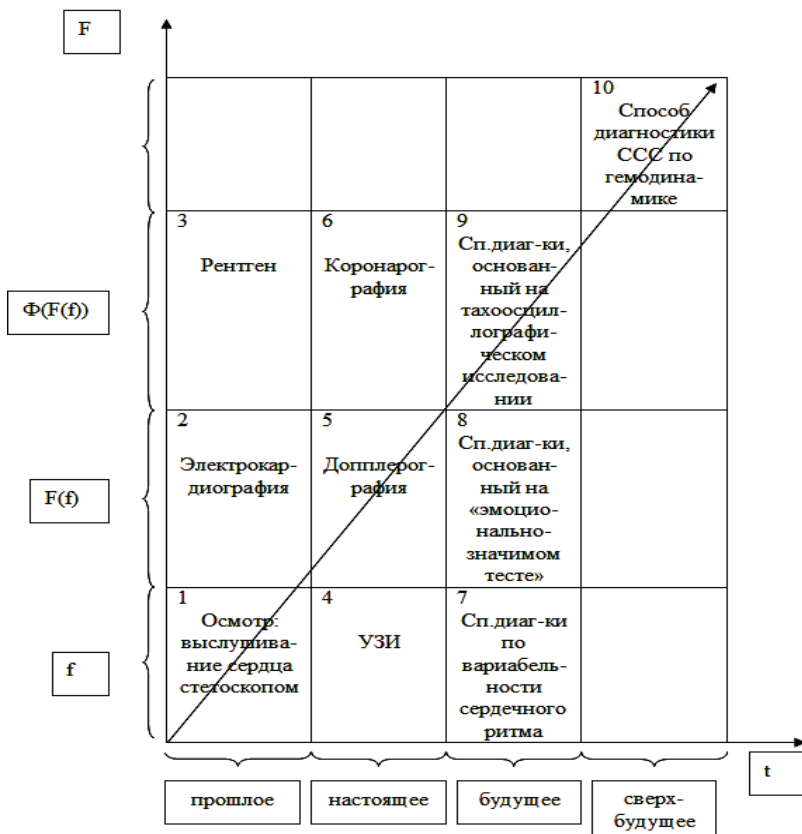 F
10
Способ
диагностики
ССС по
гемодина-
мике
3
Рентген
6
Коронарог-
рафия
9
Сп.диаг-ки,
основан-
ный на
тахоосцил-
лографи-
ческом
исследова-
нии
Ф(F(f))
2
Электрокар-
диография
5
Допплерог-
рафия
8
Сп.диаг-ки,
основан-
ный на
«эмоцио-
нально-
значимом
тесте»
F(f)
1
Осмотр:
выслушива-
ние сердца
стетоскопом
4
УЗИ
7
Сп.диаг-ки
по
вариабель-
ности
сердечного
ритма
f
t
прошлое
настоящее
будущее
сверх-
будущее